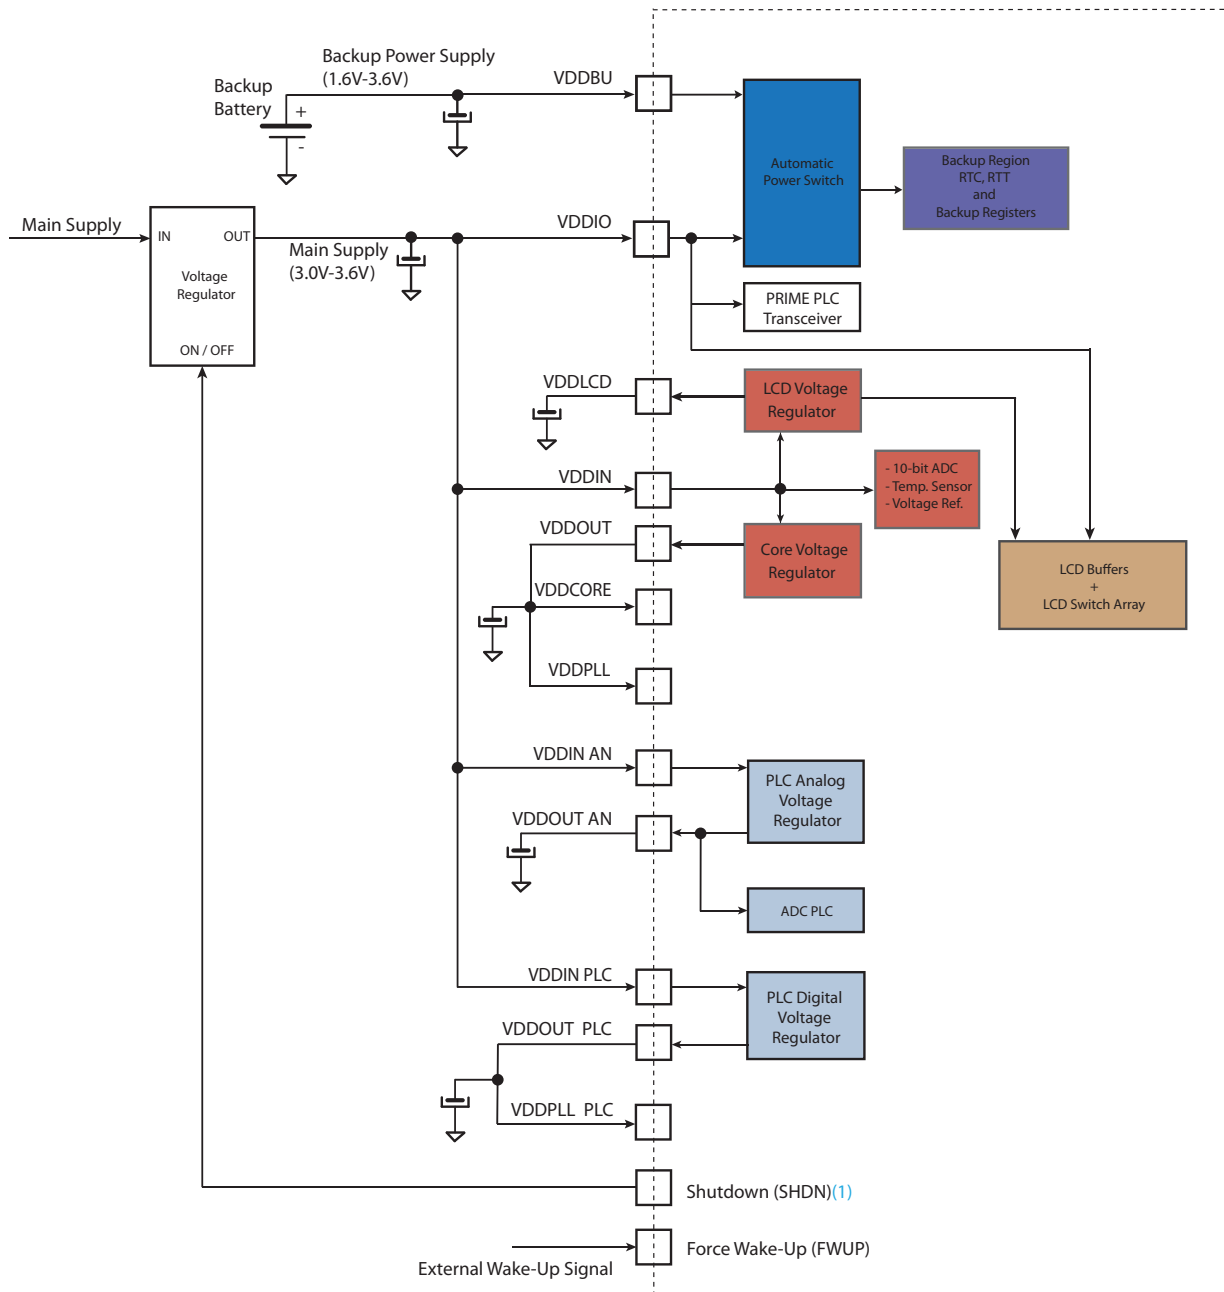 Backup Power Supply
(1.6V-3.6V)
VDDBU
Backup
Battery
+
-
Automatic
Power Switch
Backup Region
RTC, RTT
and
Backup Registers
Main Supply
IN
OUT
Voltage
Regulator
ON / OFF
Main Supply
(3.0V-3.6V)
VDDIO
PRIME PLC
Transceiver
VDDLCD
LCD Voltage
Regulator
VDDIN
- 10-bit ADC
- Temp. Sensor
- Voltage Ref.
VDDOUT
Core Voltage
Regulator
VDDCORE
LCD Buffers
+
LCD Switch Array
VDDPLL
VDDIN AN
PLC Analog
Voltage
Regulator
VDDOUT AN
ADC PLC
VDDIN PLC
PLC Digital
Voltage
Regulator
VDDOUT PLC
VDDPLL PLC
Shutdown (SHDN)(1)
Force Wake-Up (FWUP)
External Wake-Up Signal